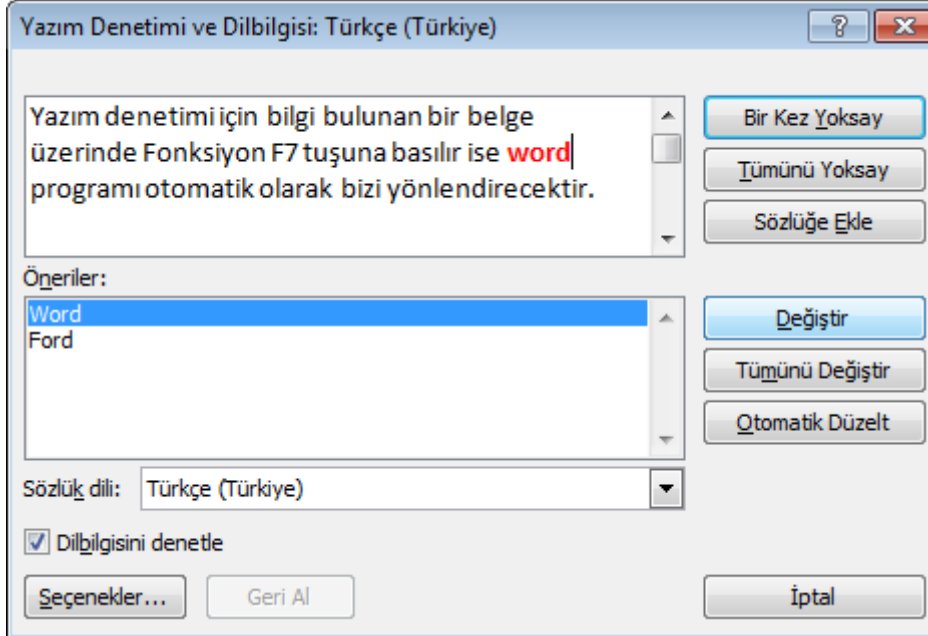 Yazım Denetimi ve Dilbilgisi: Türkçe (Türkiye)
Yazım denetimi için bilgi bulunan bir belge
üzerinde Fonksiyon F7 tuşuna basılır ise word
programı otomatik olarak bizi yönlendirecektir.
Bir Kez Yoksay
Tümünü Yoksay
Sözlüğe Ekle
Öneriler:
Word
Ford
Değiştir
Tümünü Değiştir
Otomatik Düzelt
Sözlük dili: Türkçe (Türkiye)
Dilbilgisini denetle
Seçenekler...
Geri Al
İptal